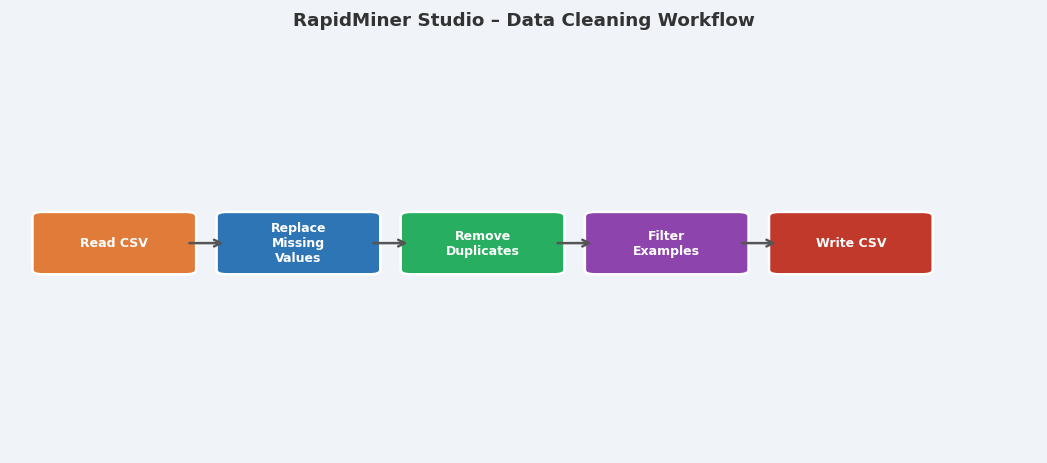 RapidMiner Studio – Data Cleaning Workflow
Read CSV
Replace
Missing
Values
Remove
Duplicates
Filter
Examples
Write CSV